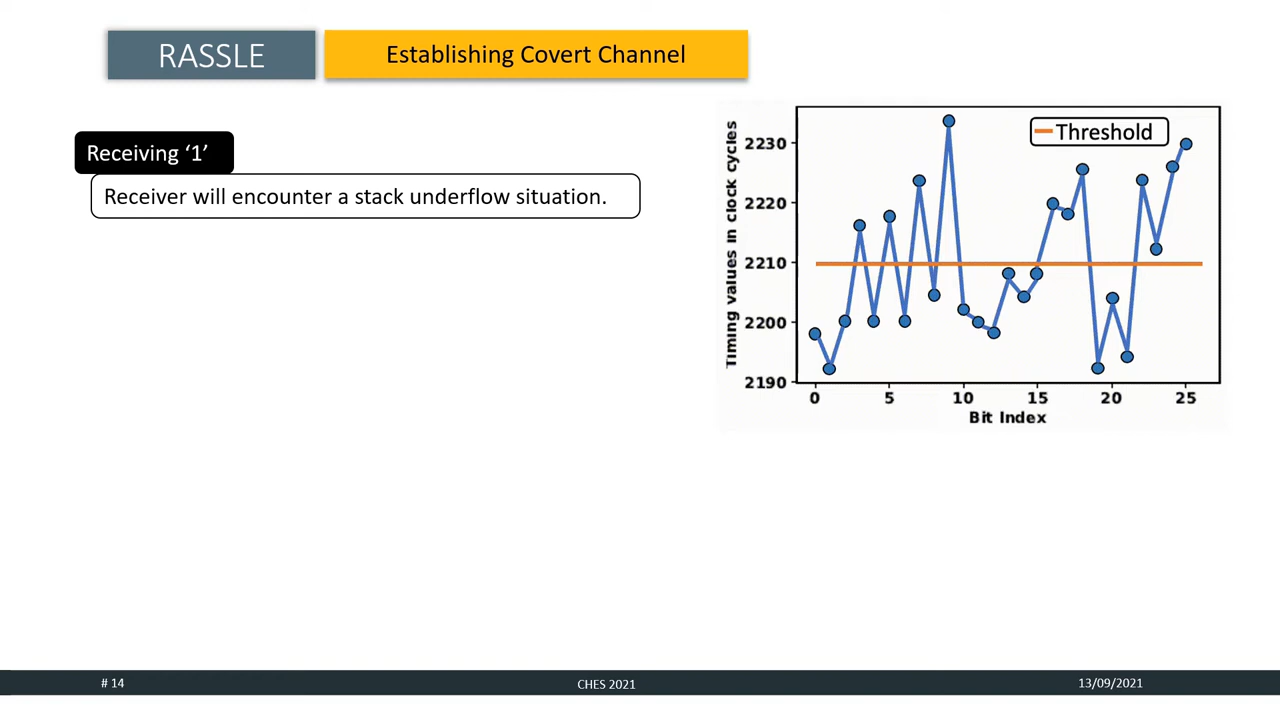 RASSLE
Establishing Covert Channel
Receiving ‘1’
Receiver will encounter a stack underflow situation.
Threshold
Timing values in clock cycles
2230
2220
2210
2200
2190
0 5 10 15 20 25
Bit Index
# 14
CHES 2021
13/09/2021